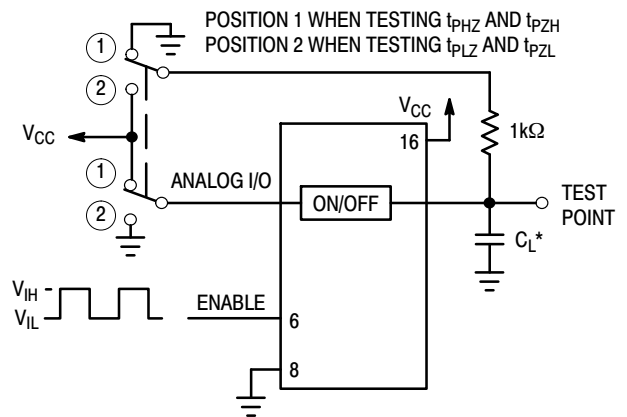 POSITION 1 WHEN TESTING tPHZ AND tPZH
POSITION 2 WHEN TESTING tPLZ AND tPZL
1
2
VCC
VCC
16
1kΩ
1
2
ANALOG I/O
ON/OFF
TEST
POINT
CL*
VIH
VIL
ENABLE
6
8